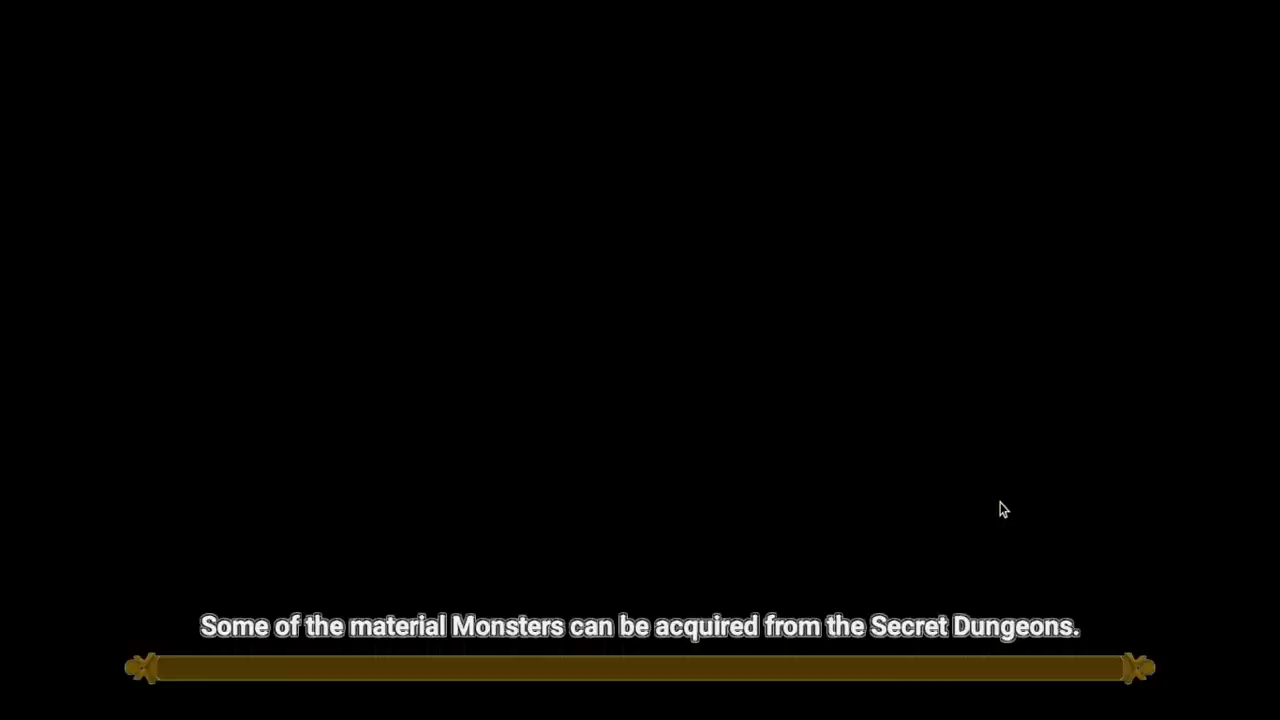 Some of the material Monsters can be acquired from the Secret Dungeons.